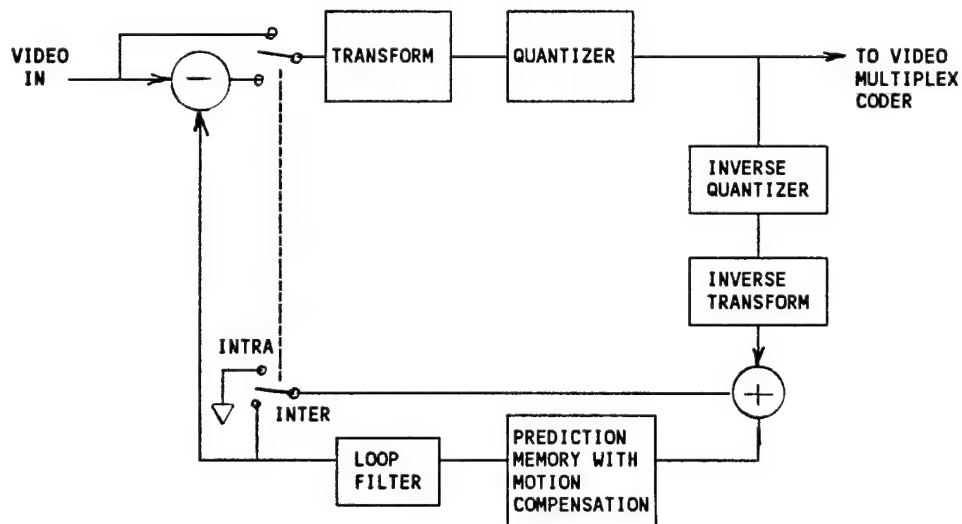 VIDEO
IN
TRANSFORM
QUANTIZER
TO VIDEO
MULTIPLEX
CODER
INVERSE
QUANTIZER
INVERSE
TRANSFORM
INTRA
INTER
LOOP
FILTER
PREDICTION
MEMORY WITH
MOTION
COMPENSATION